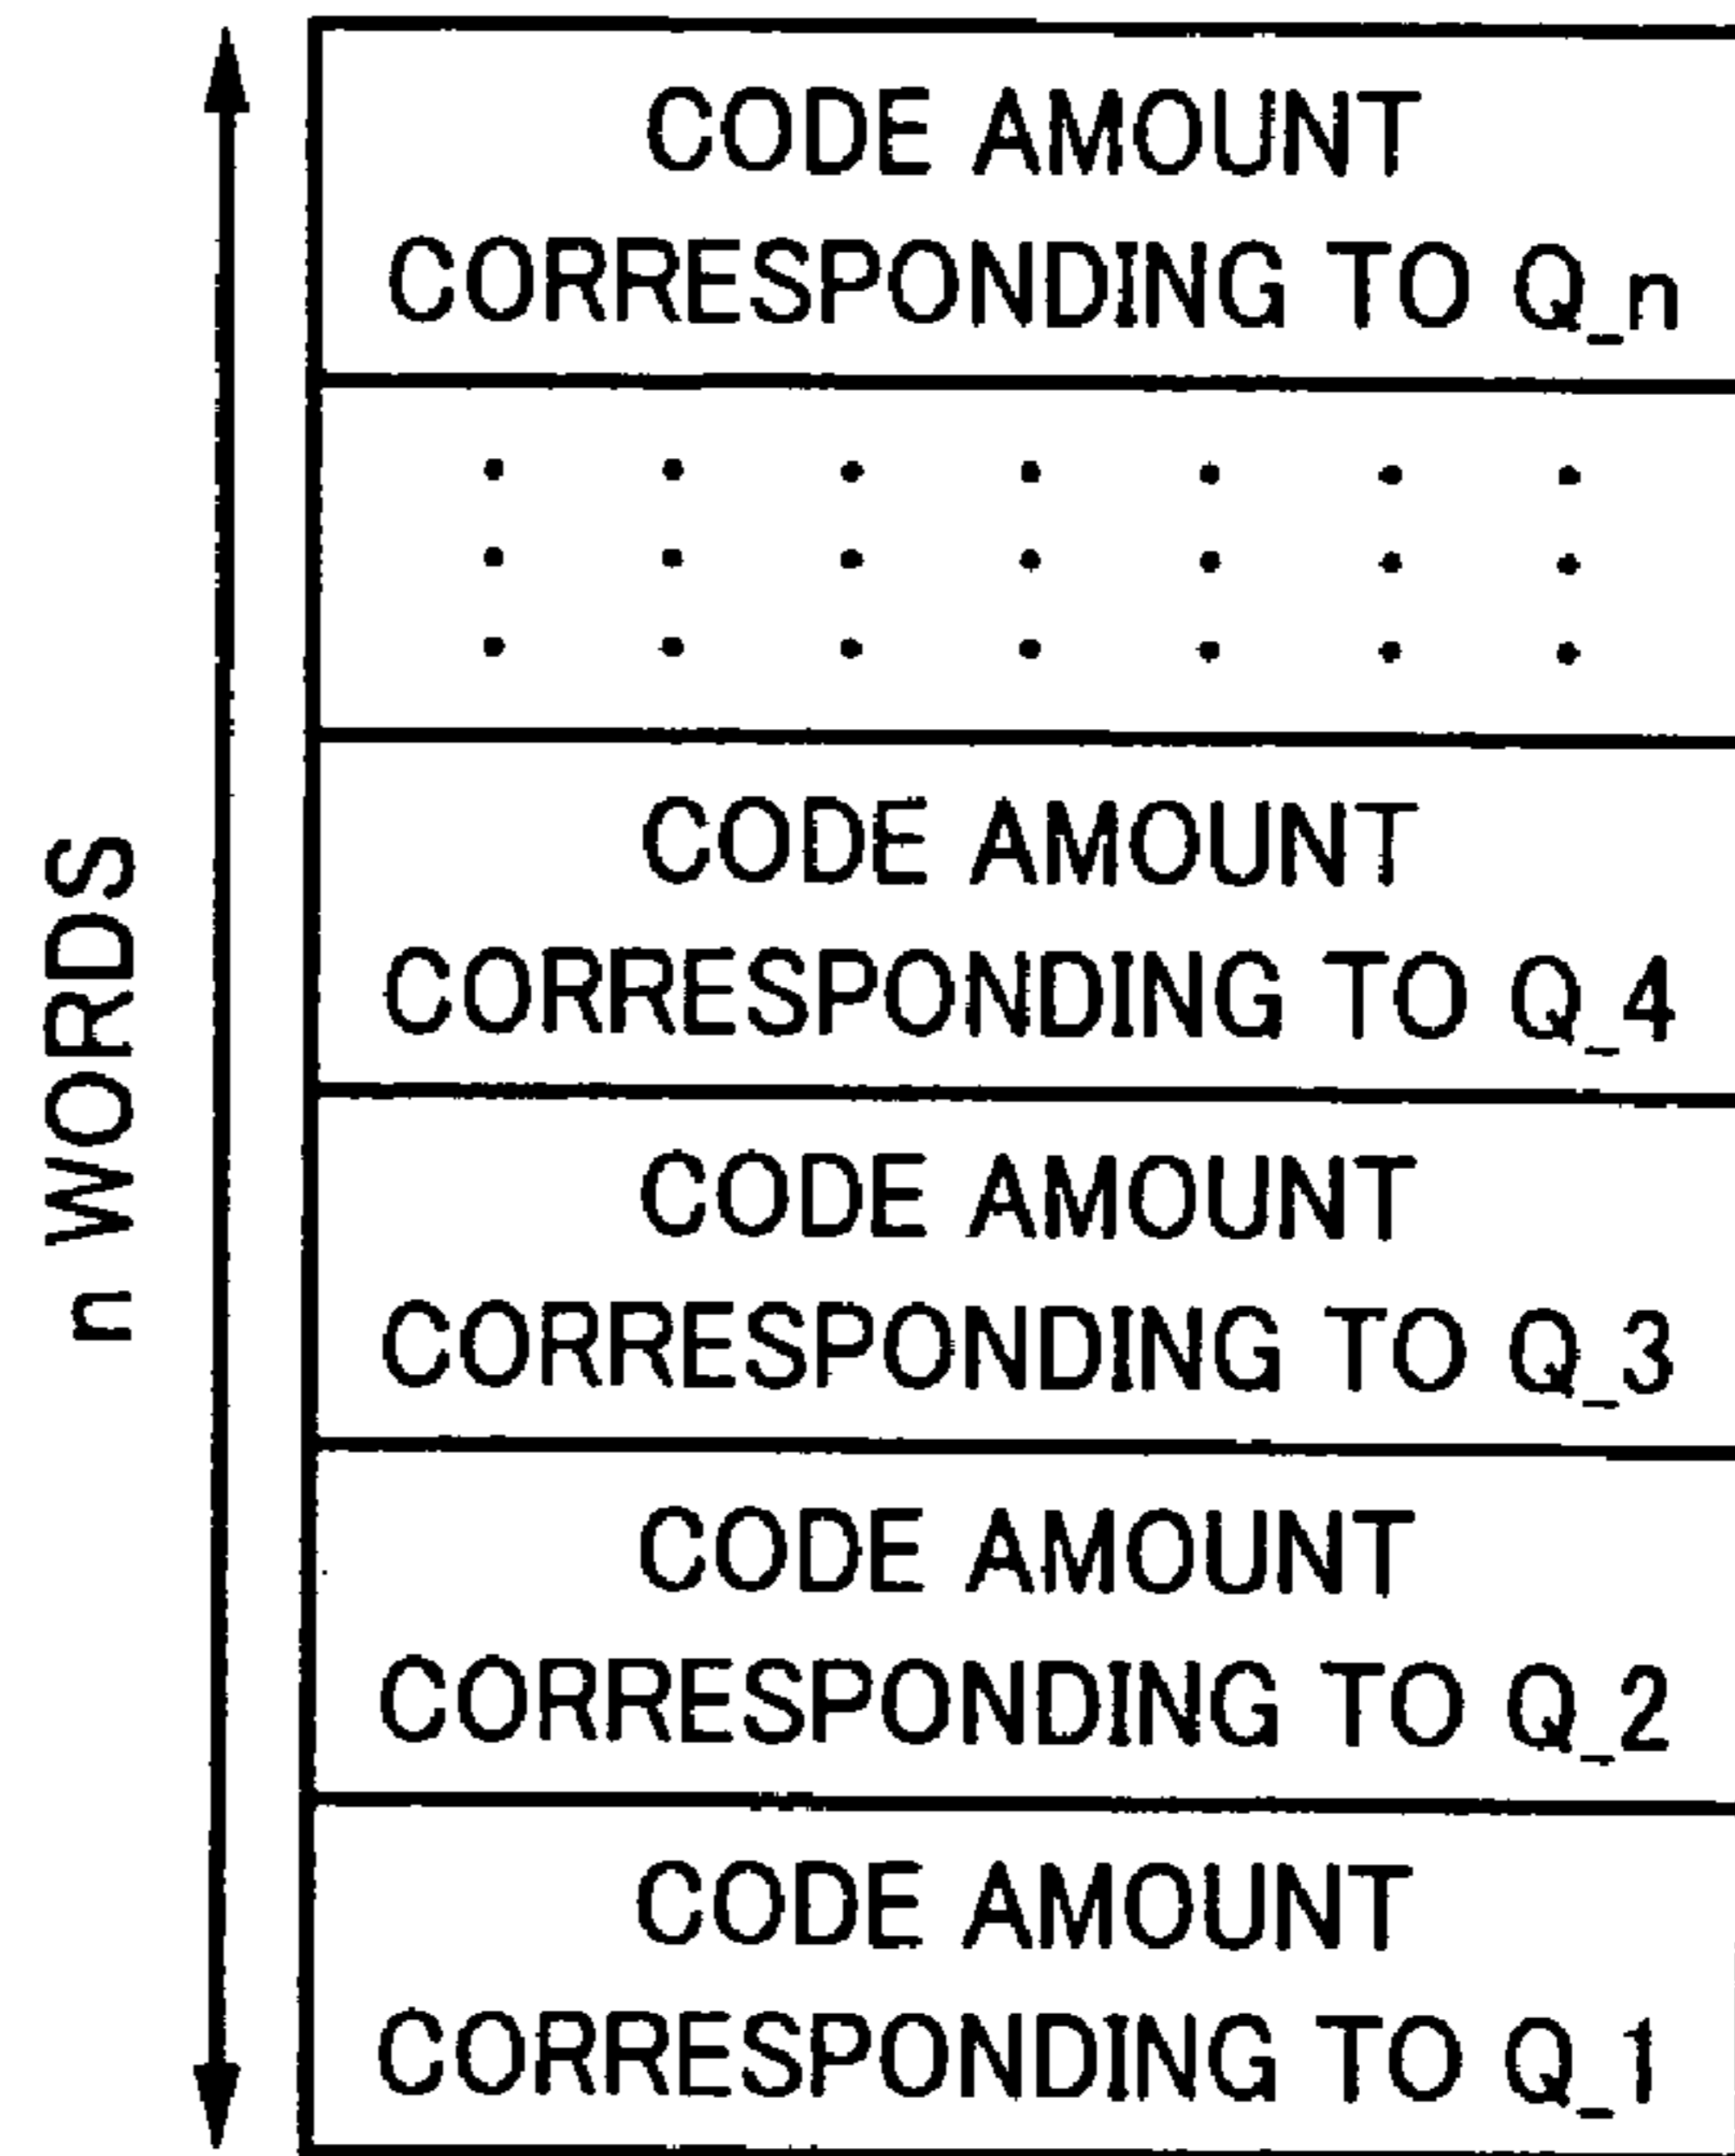 CODE AMOUNT
CORRESPONDING TO Q_n
n WORDS
CODE AMOUNT
CORRESPONDING TO Q_4
CODE AMOUNT
CORRESPONDING TO Q_3
CODE AMOUNT
CORRESPONDING TO Q_2
CODE AMOUNT
CORRESPONDING TO Q_1